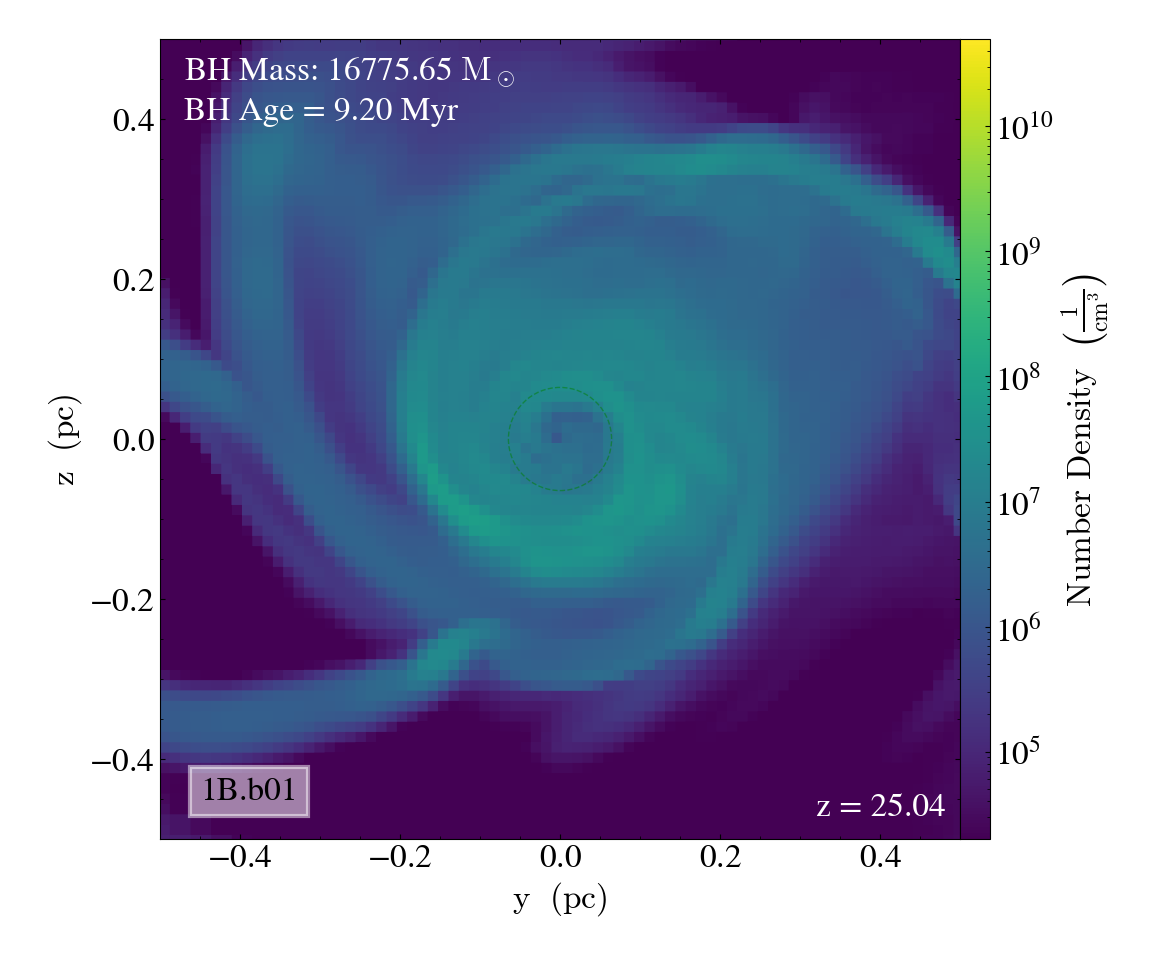 BH Mass: 16775.65 M⊙
BH Age = 9.20 Myr
1B.b01
z = 25.04
0.4
0.2
0.0
−0.2
−0.4
z (pc)
−0.4 −0.2 0.0 0.2 0.4
y (pc)
10^10
10^9
10^8
10^7
10^6
10^5
Number Density (1/cm^3)